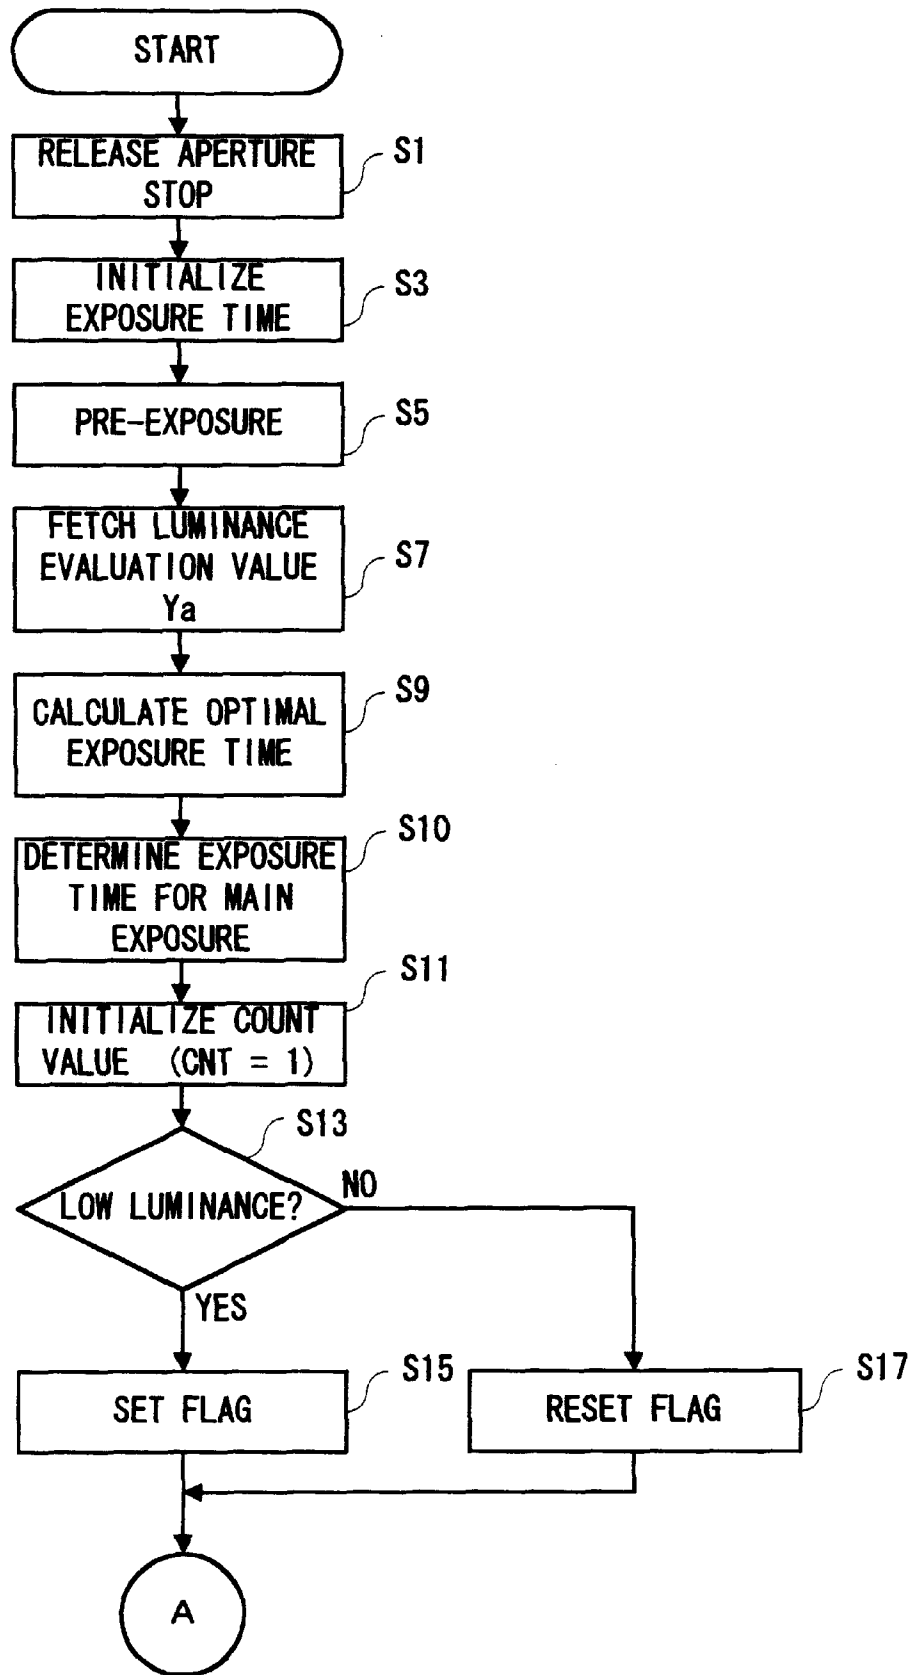 START
RELEASE APERTURE
STOP
S1
INITIALIZE
EXPOSURE TIME
S3
PRE-EXPOSURE
S5
FETCH LUMINANCE
EVALUATION VALUE
Ya
S7
CALCULATE OPTIMAL
EXPOSURE TIME
S9
DETERMINE EXPOSURE
TIME FOR MAIN
EXPOSURE
S10
INITIALIZE COUNT
VALUE (CNT = 1)
S11
LOW LUMINANCE?
S13
NO
YES
SET FLAG
S15
RESET FLAG
S17
A